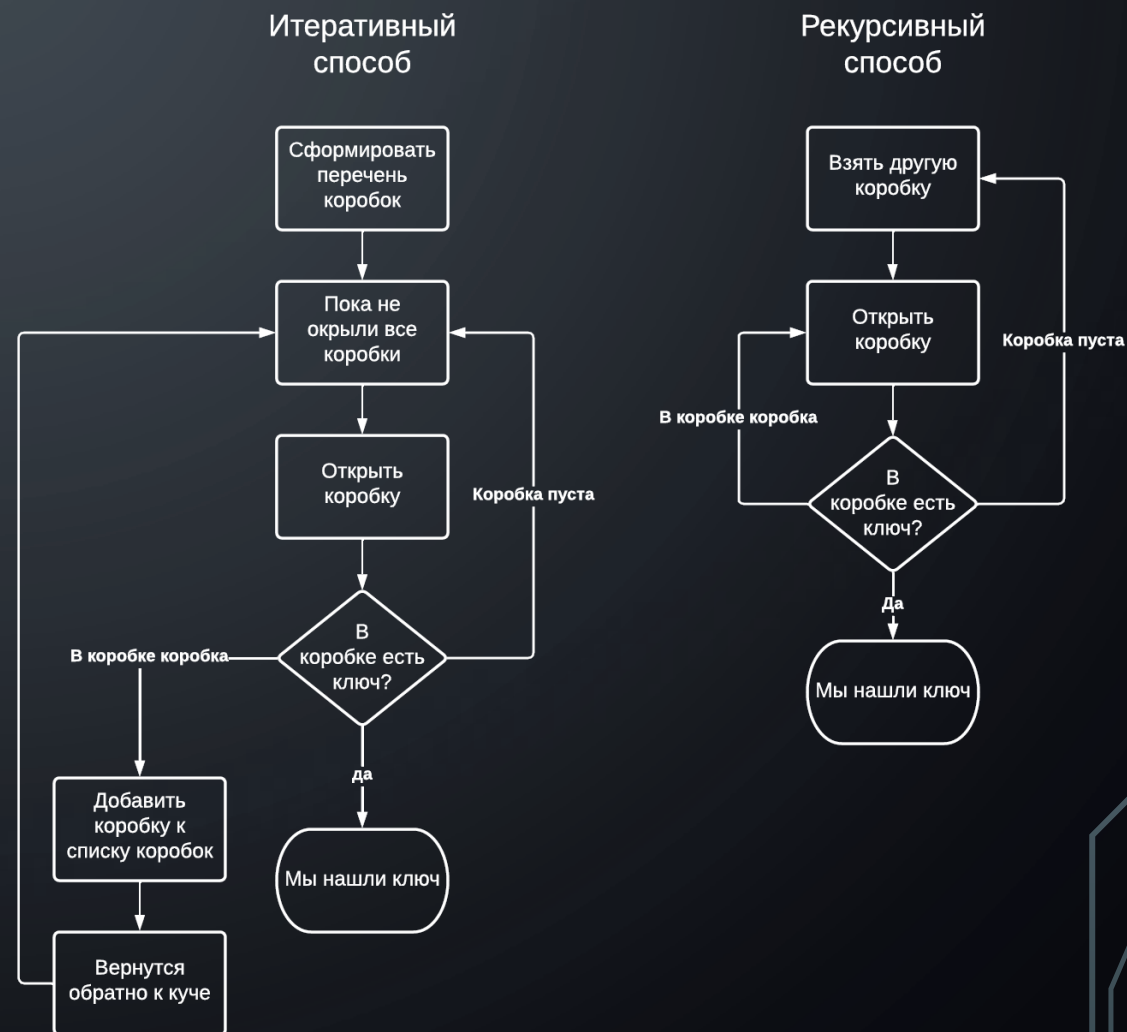 Итеративный
способ
Сформировать
перечень
коробок
Пока не
окрыли все
коробки
Открыть
коробку
Коробка пуста
В
коробке есть
ключ?
В коробке коробка
да
Добавить
коробку к
списку коробок
Мы нашли ключ
Вернутся
обратно к куче
Рекурсивный
способ
Взять другую
коробку
Открыть
коробку
Коробка пуста
В коробке коробка
В
коробке есть
ключ?
Да
Мы нашли ключ